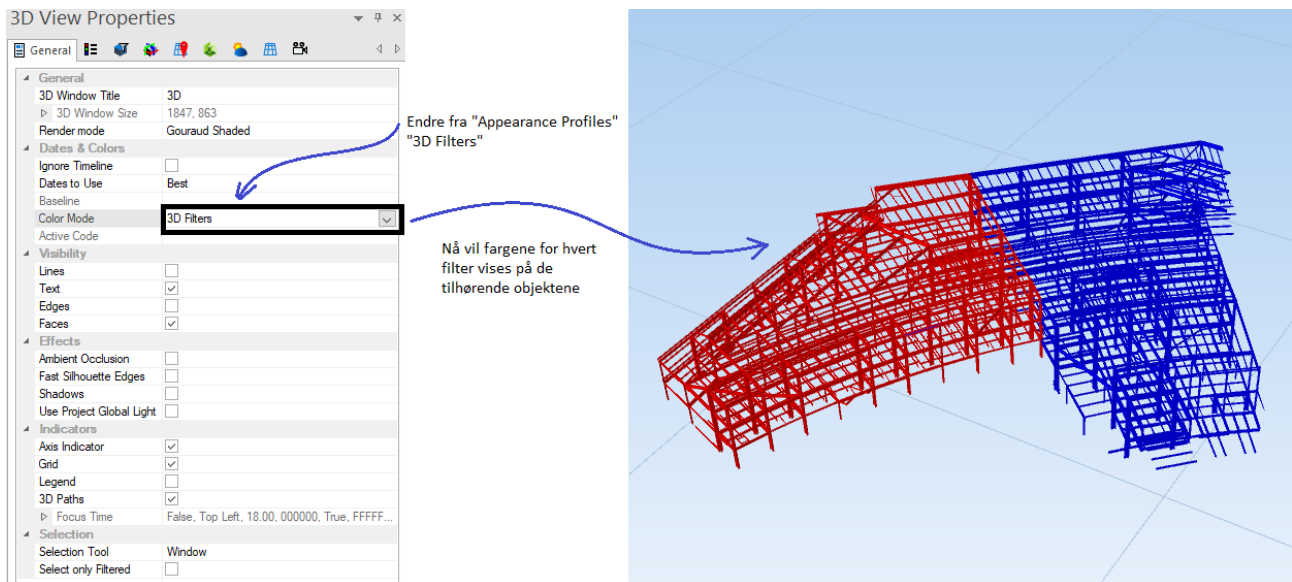 3D View Properties
General
General
3D Window Title 3D
3D Window Size 1847, 863
Render mode Gouraud Shaded
Dates & Colors
Ignore Timeline
Dates to Use Best
Baseline
Color Mode 3D Filters
Active Code
Visibility
Lines
Text
Edges
Faces
Effects
Ambient Occlusion
Fast Silhouette Edges
Shadows
Use Project Global Light
Indicators
Axis Indicator
Grid
Legend
3D Paths
Focus Time False, Top Left, 18.00, 000000, True, FFFFF...
Selection
Selection Tool Window
Select only Filtered
Endre fra "Appearance Profiles"
"3D Filters"
Nå vil fargene for hvert
filter vises på de
tilhørende objektene